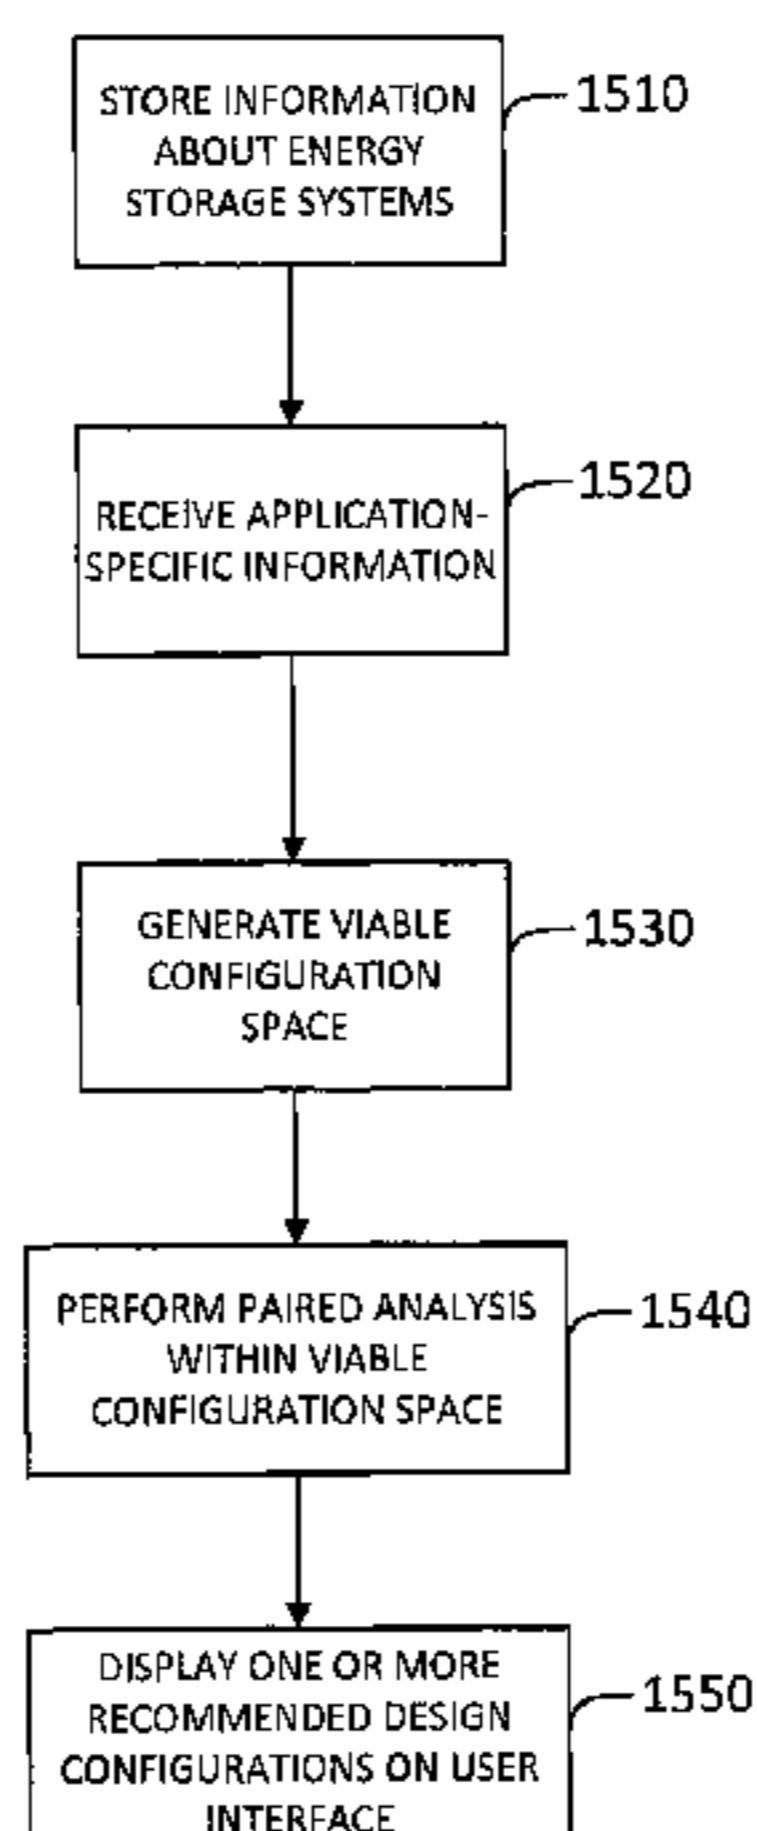 STORE INFORMATION
ABOUT ENERGY
STORAGE SYSTEMS
1510
RECEIVE APPLICATION-
SPECIFIC INFORMATION
1520
GENERATE VIABLE
CONFIGURATION
SPACE
1530
PERFORM PAIRED ANALYSIS
WITHIN VIABLE
CONFIGURATION SPACE
1540
DISPLAY ONE OR MORE
RECOMMENDED DESIGN
CONFIGURATIONS ON USER
INTERFACE
1550